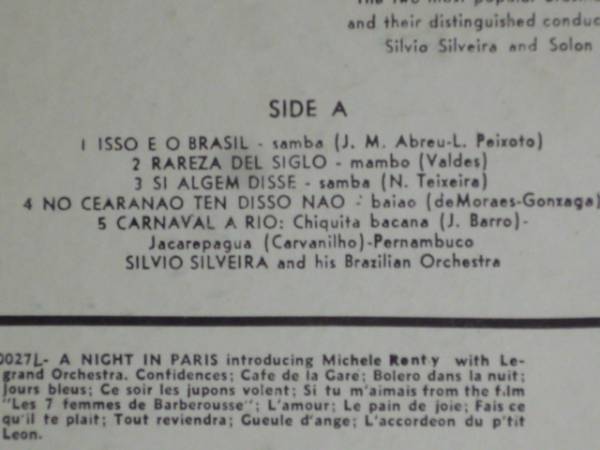 The two most popular
and their distinguished conduc
Silvio Silveira and Solon
SIDE A
1 ISSO E O BRASIL - samba (J. M. Abreu-L. Peixoto)
2 RAREZA DEL SIGLO - mambo (Valdes)
3 SI ALGEM DISSE - samba (N. Teixeira)
4 NO CEARANAO TEN DISSO NAO - baiao (deMoraes-Gonzaga)
5 CARNAVAL A RIO: Chiquita bacana (J. Barro)-
Jacarepagua (Carvanilho)-Pernambuco
SILVIO SILVEIRA and his Brazilian Orchestra
0027L- A NIGHT IN PARIS introducing Michele Renty with Le-
grand Orchestra. Confidences; Cafe de la Gare; Bolero dans la nuit;
Jours bleus; Ce soir les jupons volent; Si tu m'aimais from the film
"Les 7 femmes de Barberousse"; L'amour; Le pain de joie; Fais ce
qu'il te plait; Tout reviendra; Gueule d'ange; L'accordeon du p'tit
Leon.